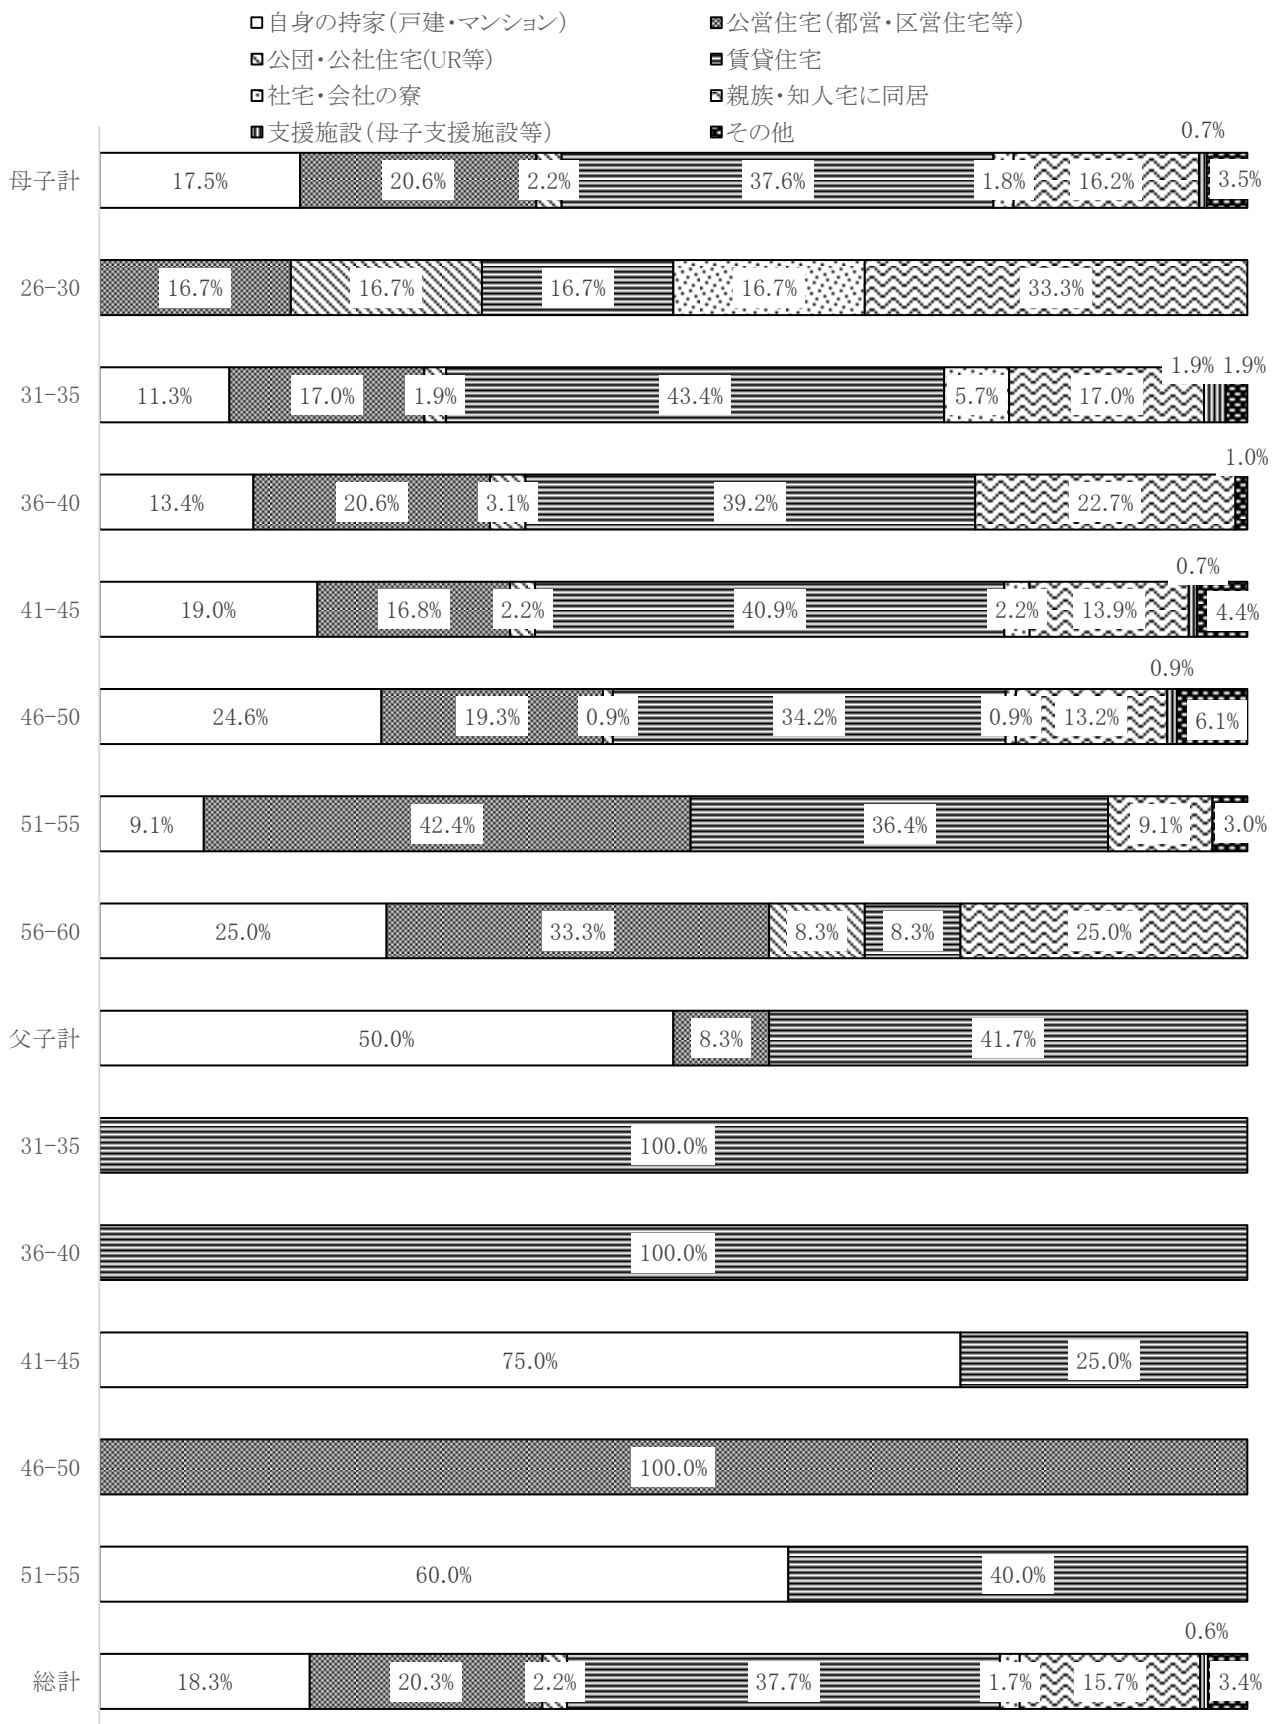 自身の持家(戸建・マンション) 公営住宅(都営・区営住宅等)
公団・公社住宅(UR等) 賃貸住宅
社宅・会社の寮 親族・知人宅に同居
支援施設(母子支援施設等) その他
0.7%
母子計 17.5% 20.6% 2.2% 37.6% 1.8% 16.2% 3.5%
26-30 16.7% 16.7% 16.7% 16.7% 33.3%
1.9% 1.9%
31-35 11.3% 17.0% 1.9% 43.4% 5.7% 17.0%
1.0%
36-40 13.4% 20.6% 3.1% 39.2% 22.7%
0.7%
41-45 19.0% 16.8% 2.2% 40.9% 2.2% 13.9% 4.4%
0.9%
46-50 24.6% 19.3% 0.9% 34.2% 0.9% 13.2% 6.1%
51-55 9.1% 42.4% 36.4% 9.1% 3.0%
56-60 25.0% 33.3% 8.3% 8.3% 25.0%
父子計 50.0% 8.3% 41.7%
31-35 100.0%
36-40 100.0%
41-45 75.0% 25.0%
46-50 100.0%
51-55 60.0% 40.0%
0.6%
総計 18.3% 20.3% 2.2% 37.7% 1.7% 15.7% 3.4%